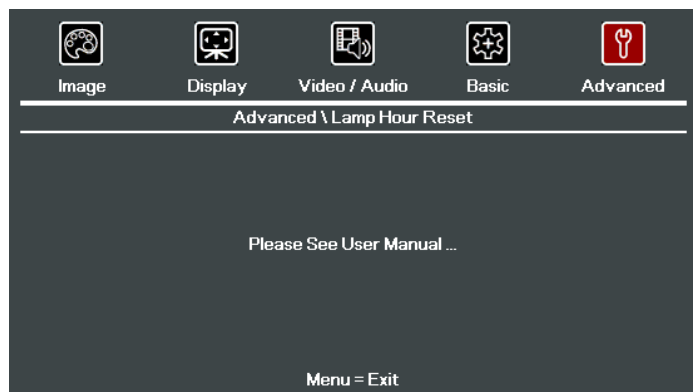 Image Display Video / Audio Basic Advanced
Advanced \ Lamp Hour Reset
Please See User Manual ...
Menu = Exit